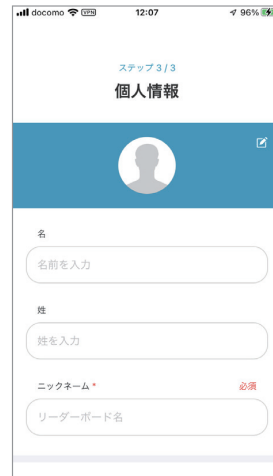 docomo VPN 12:07 96%
ステップ 3 / 3
個人情報
名
名前を入力
姓
姓を入力
ニックネーム * 必須
リーダーボード名